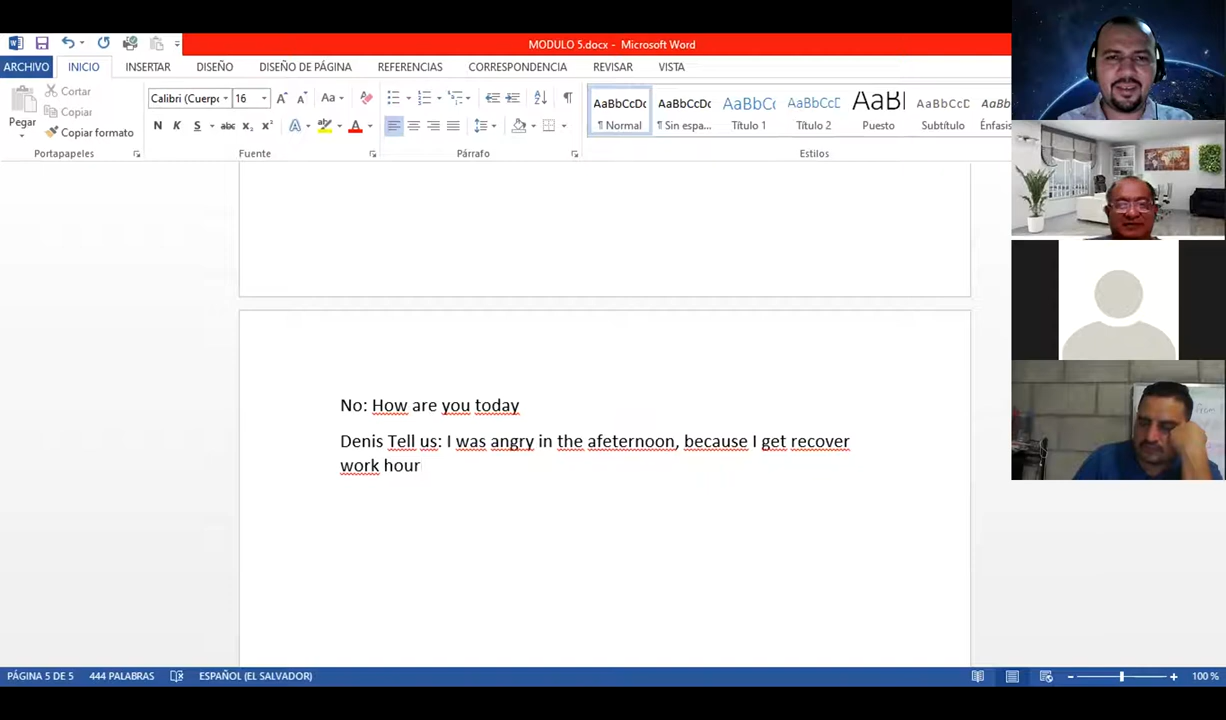 MODULO 5.docx - Microsoft Word
ARCHIVO INICIO INSERTAR DISEÑO DISEÑO DE PÁGINA REFERENCIAS CORRESPONDENCIA REVISAR VISTA
Pegar
Cortar
Copiar
Copiar formato
Portapapeles
Calibri (Cuerpo 16
Fuente
Párrafo
AaBbCcDc AaBbCcDc AaBbCc AaBbCcD AaB AaBbCcD AaBb
¶ Normal ¶ Sin espa... Título 1 Título 2 Puesto Subtítulo Énfasis
Estilos
No: How are you today
Denis Tell us: I was angry in the afeternoon, because I get recover
work hour
PÁGINA 5 DE 5 444 PALABRAS ESPAÑOL (EL SALVADOR) 100 %